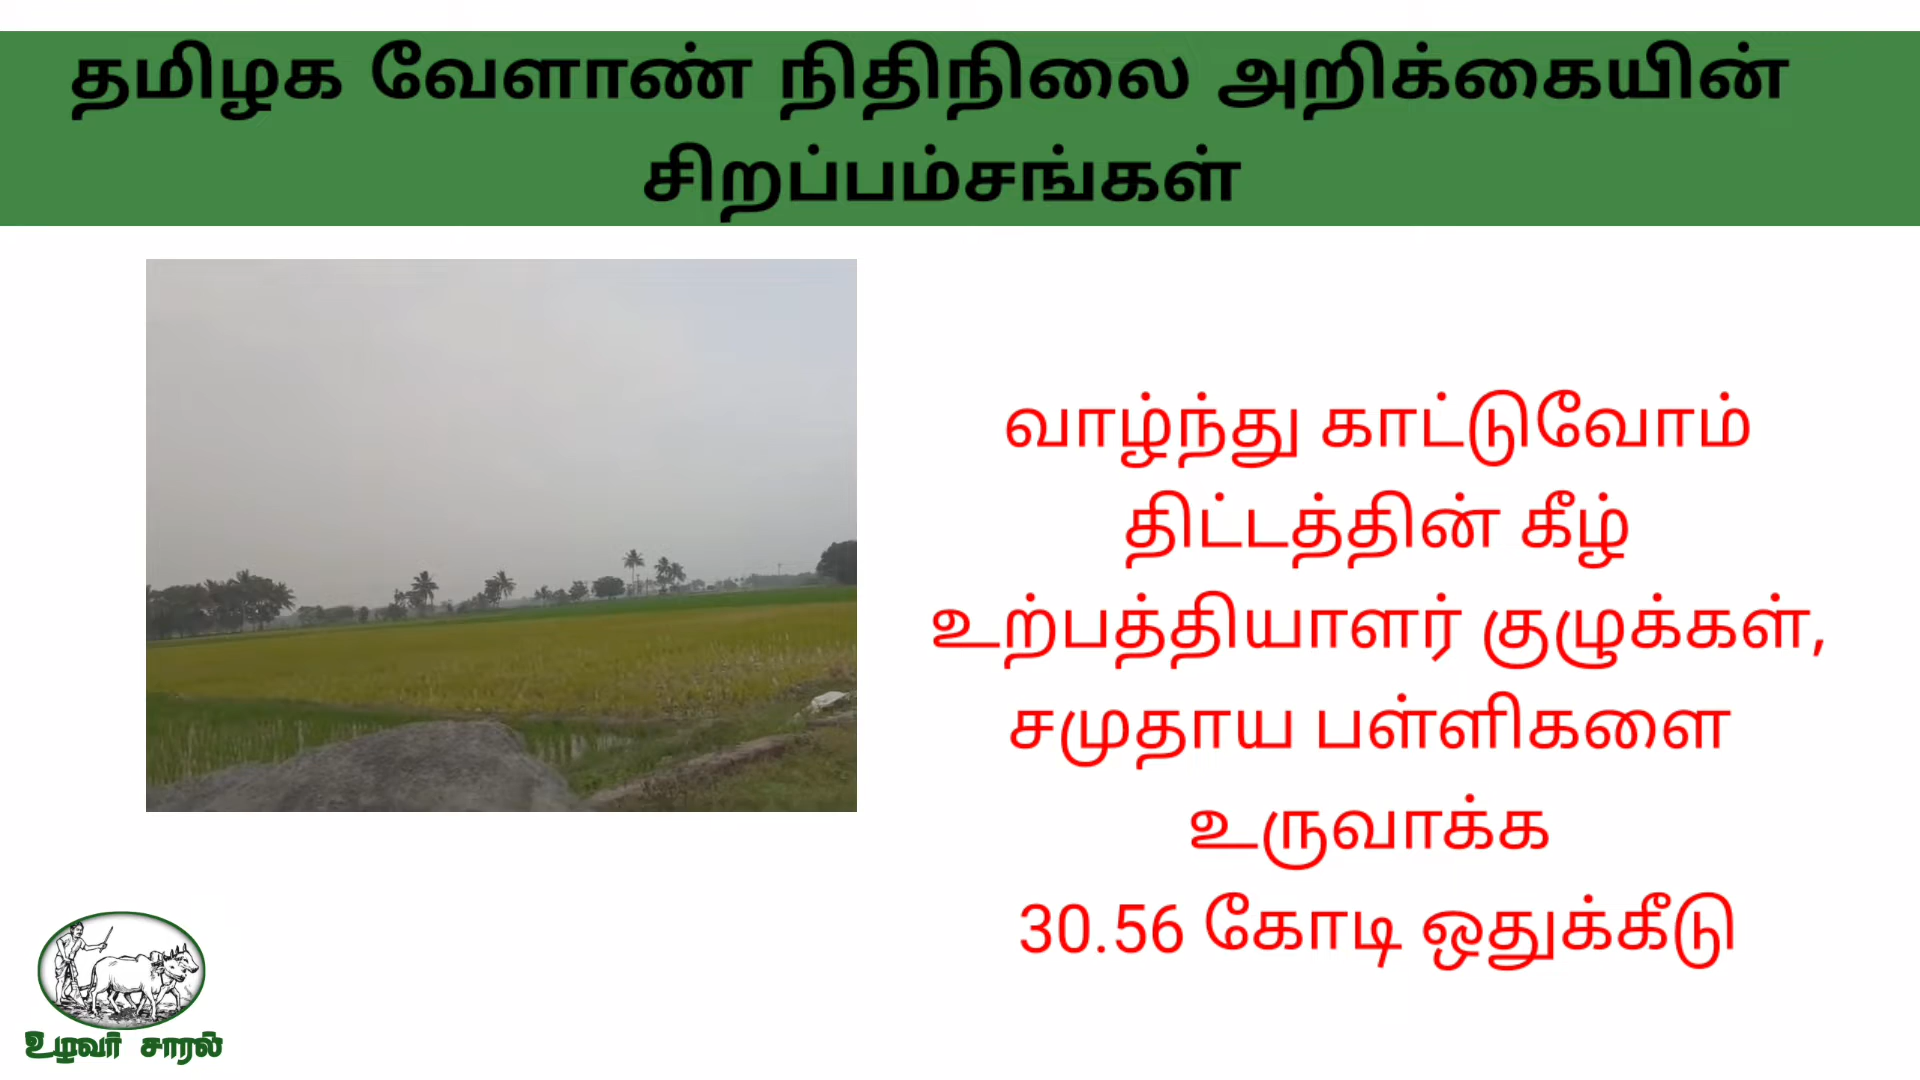 தமிழக வேளாண் நிதிநிலை அறிக்கையின்
சிறப்பம்சங்கள்
வாழ்ந்து காட்டுவோம்
திட்டத்தின் கீழ்
உற்பத்தியாளர் குழுக்கள்,
சமுதாய பள்ளிகளை
உருவாக்க
30.56 கோடி ஒதுக்கீடு
உழவர் சாரல்